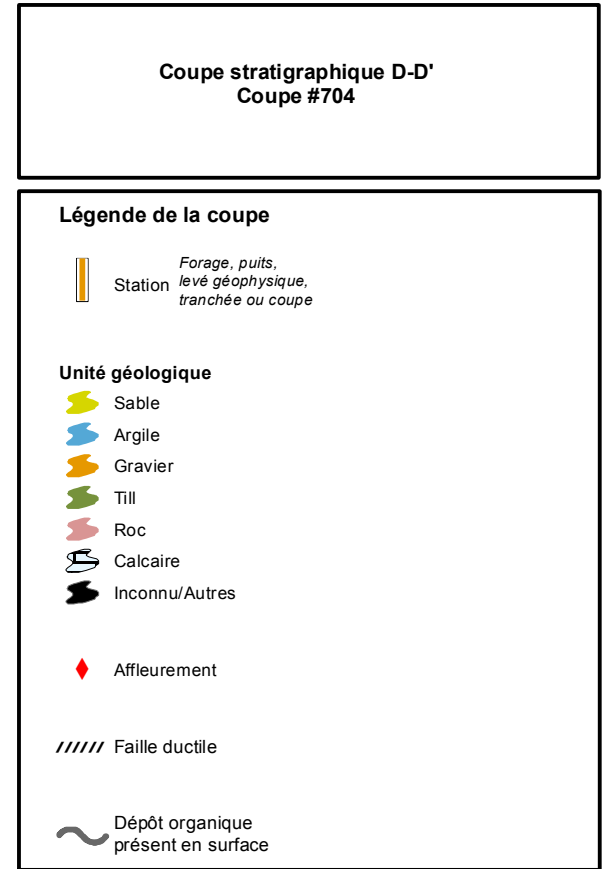 Coupe stratigraphique D-D'
Coupe #704
Légende de la coupe
Station
Forage, puits,
levé géophysique,
tranchée ou coupe
Unité géologique
Sable
Argile
Gravier
Till
Roc
Calcaire
Inconnu/Autres
Affleurement
Faille ductile
Dépôt organique
présent en surface